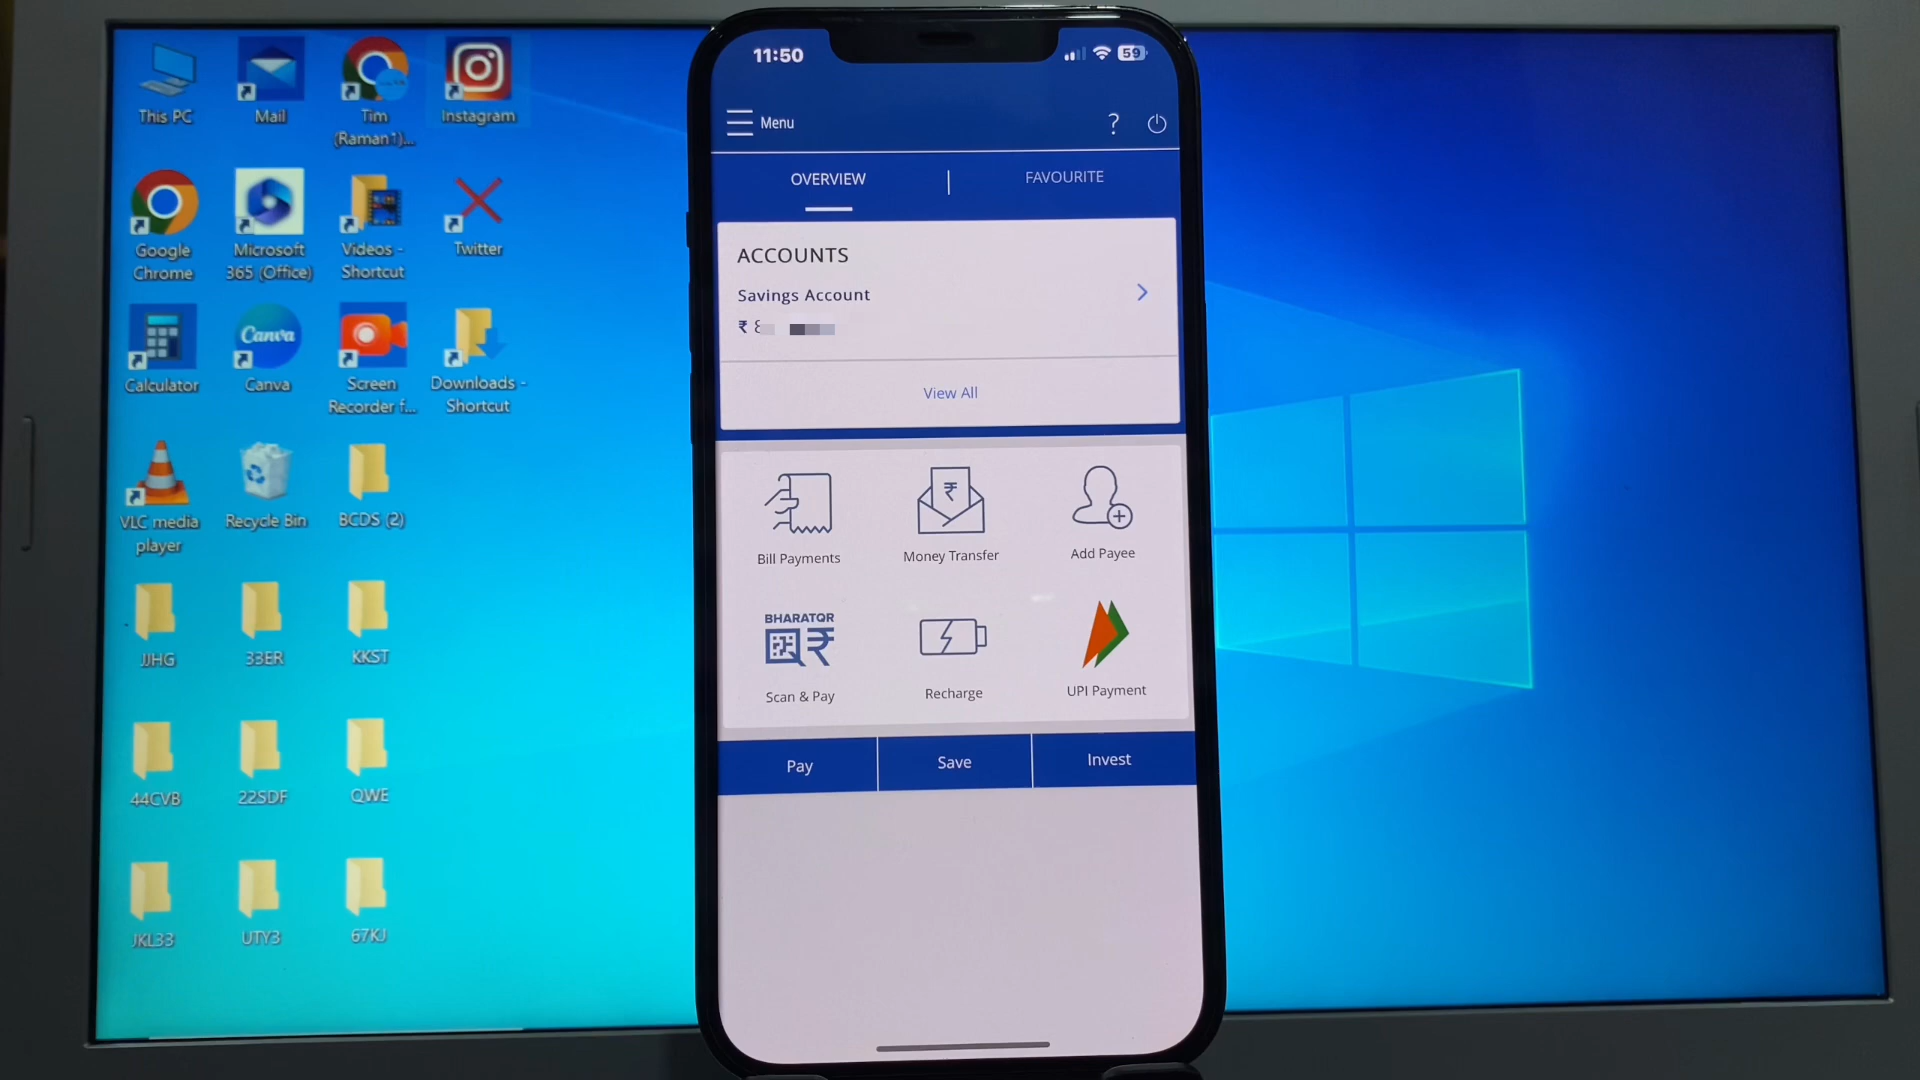 This PC
Mail
Tim
(Raman1)...
Instagram
Google
Chrome
Microsoft
365 (Office)
Videos -
Shortcut
Twitter
Calculator
Canva
Canva
Screen
Recorder f...
Downloads -
Shortcut
VLC media
player
Recycle Bin
BCDS (2)
JJHG
33ER
KKST
44CVB
22SDF
QWE
JKL33
UTY3
67KJ
11:50
59
Menu
?
OVERVIEW
|
FAVOURITE
ACCOUNTS
Savings Account
₹
View All
Bill Payments
Money Transfer
Add Payee
BHARATQR
Scan & Pay
Recharge
UPI Payment
Pay
Save
Invest